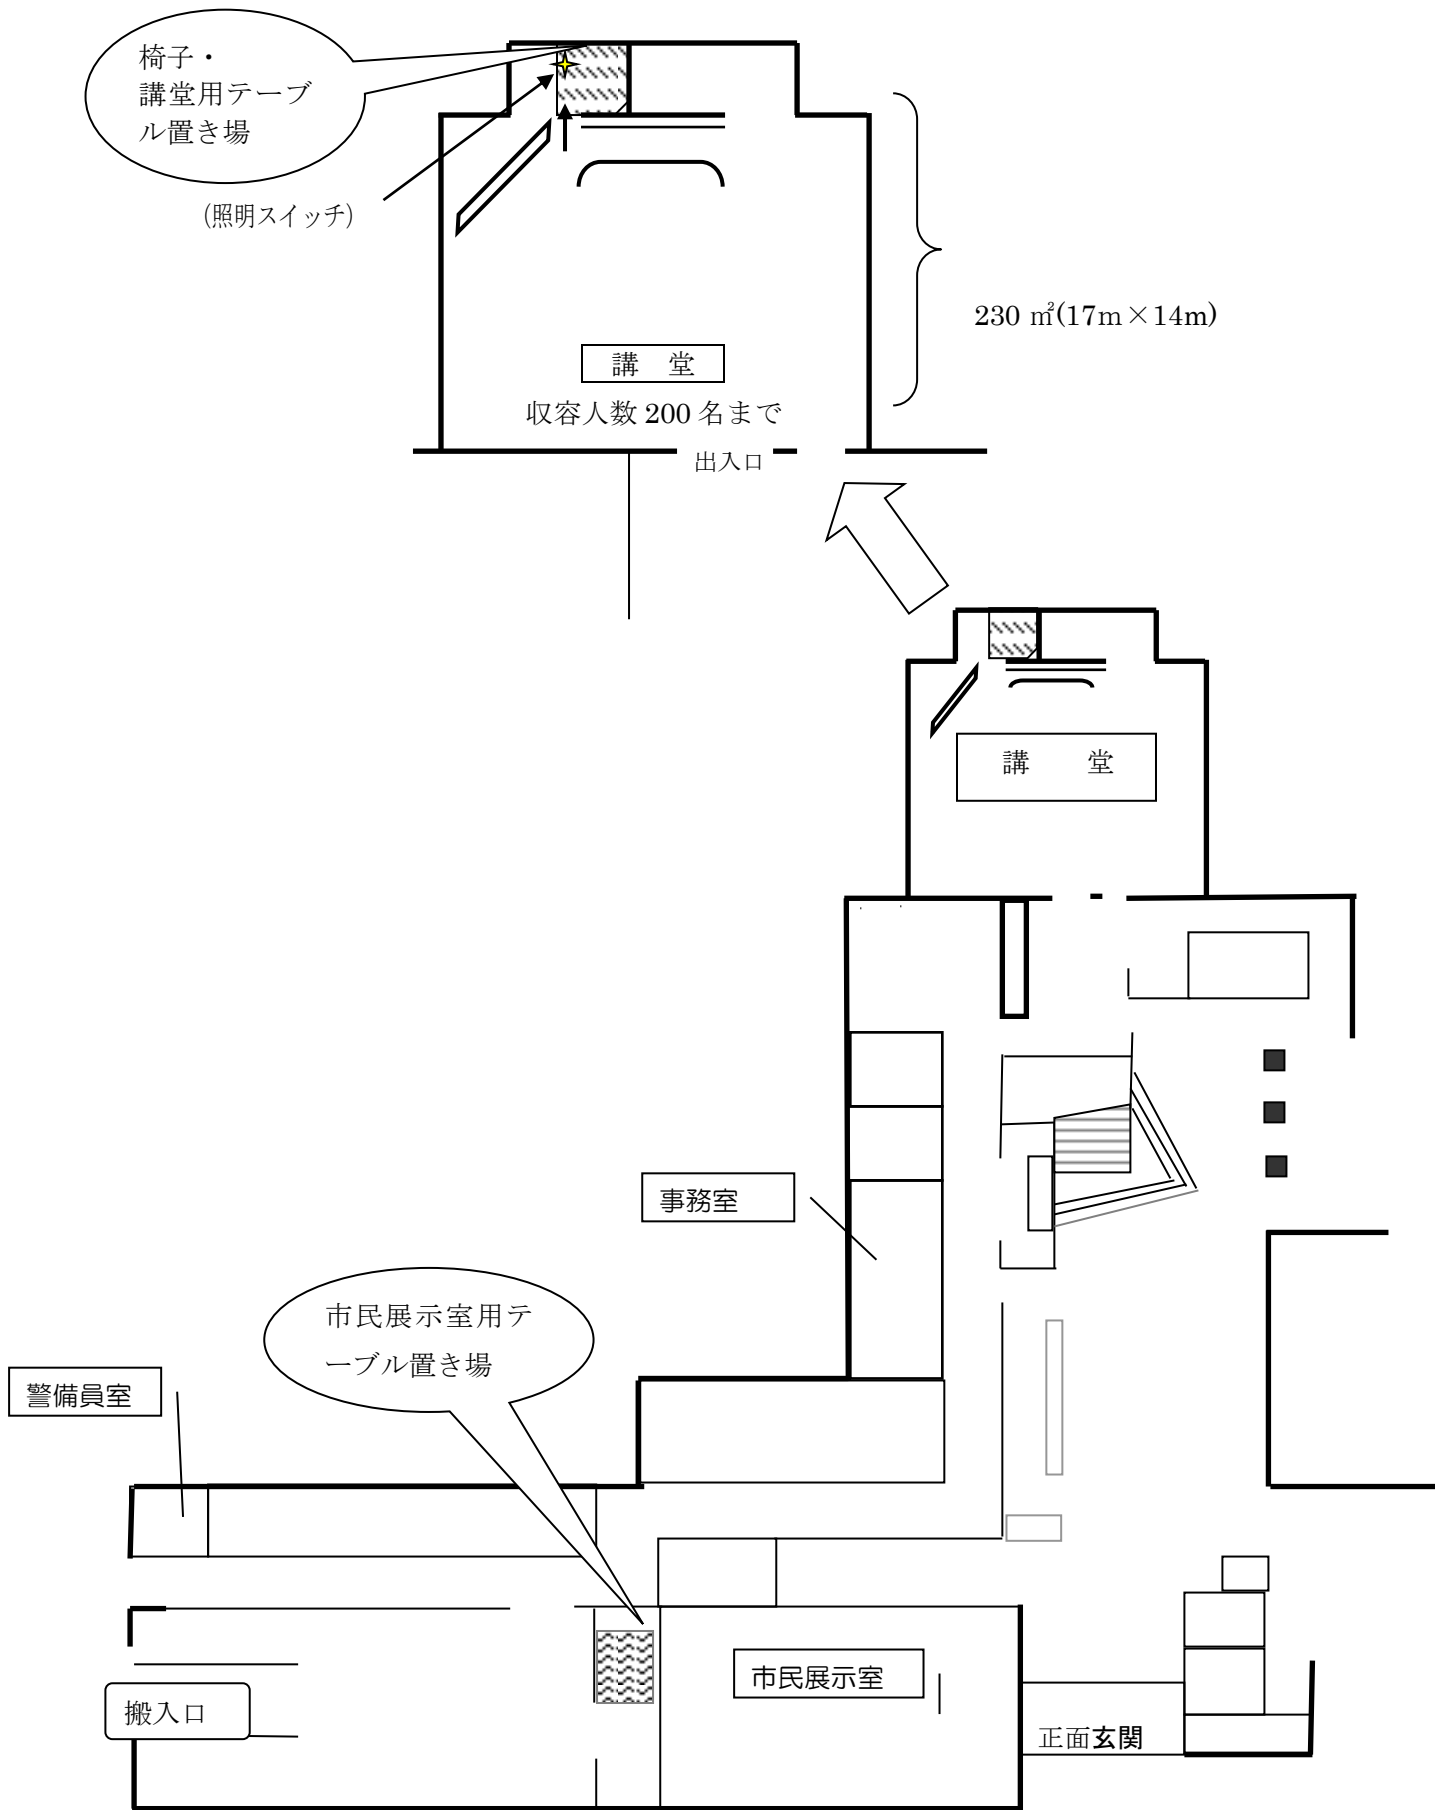 椅子・
講堂用テーブ
ル置き場
(照明スイッチ)
230 ㎡(17m×14m)
講 堂
収容人数 200 名まで
出入口
講 堂
事務室
市民展示室用テ
ーブル置き場
警備員室
市民展示室
搬入口
正面玄関